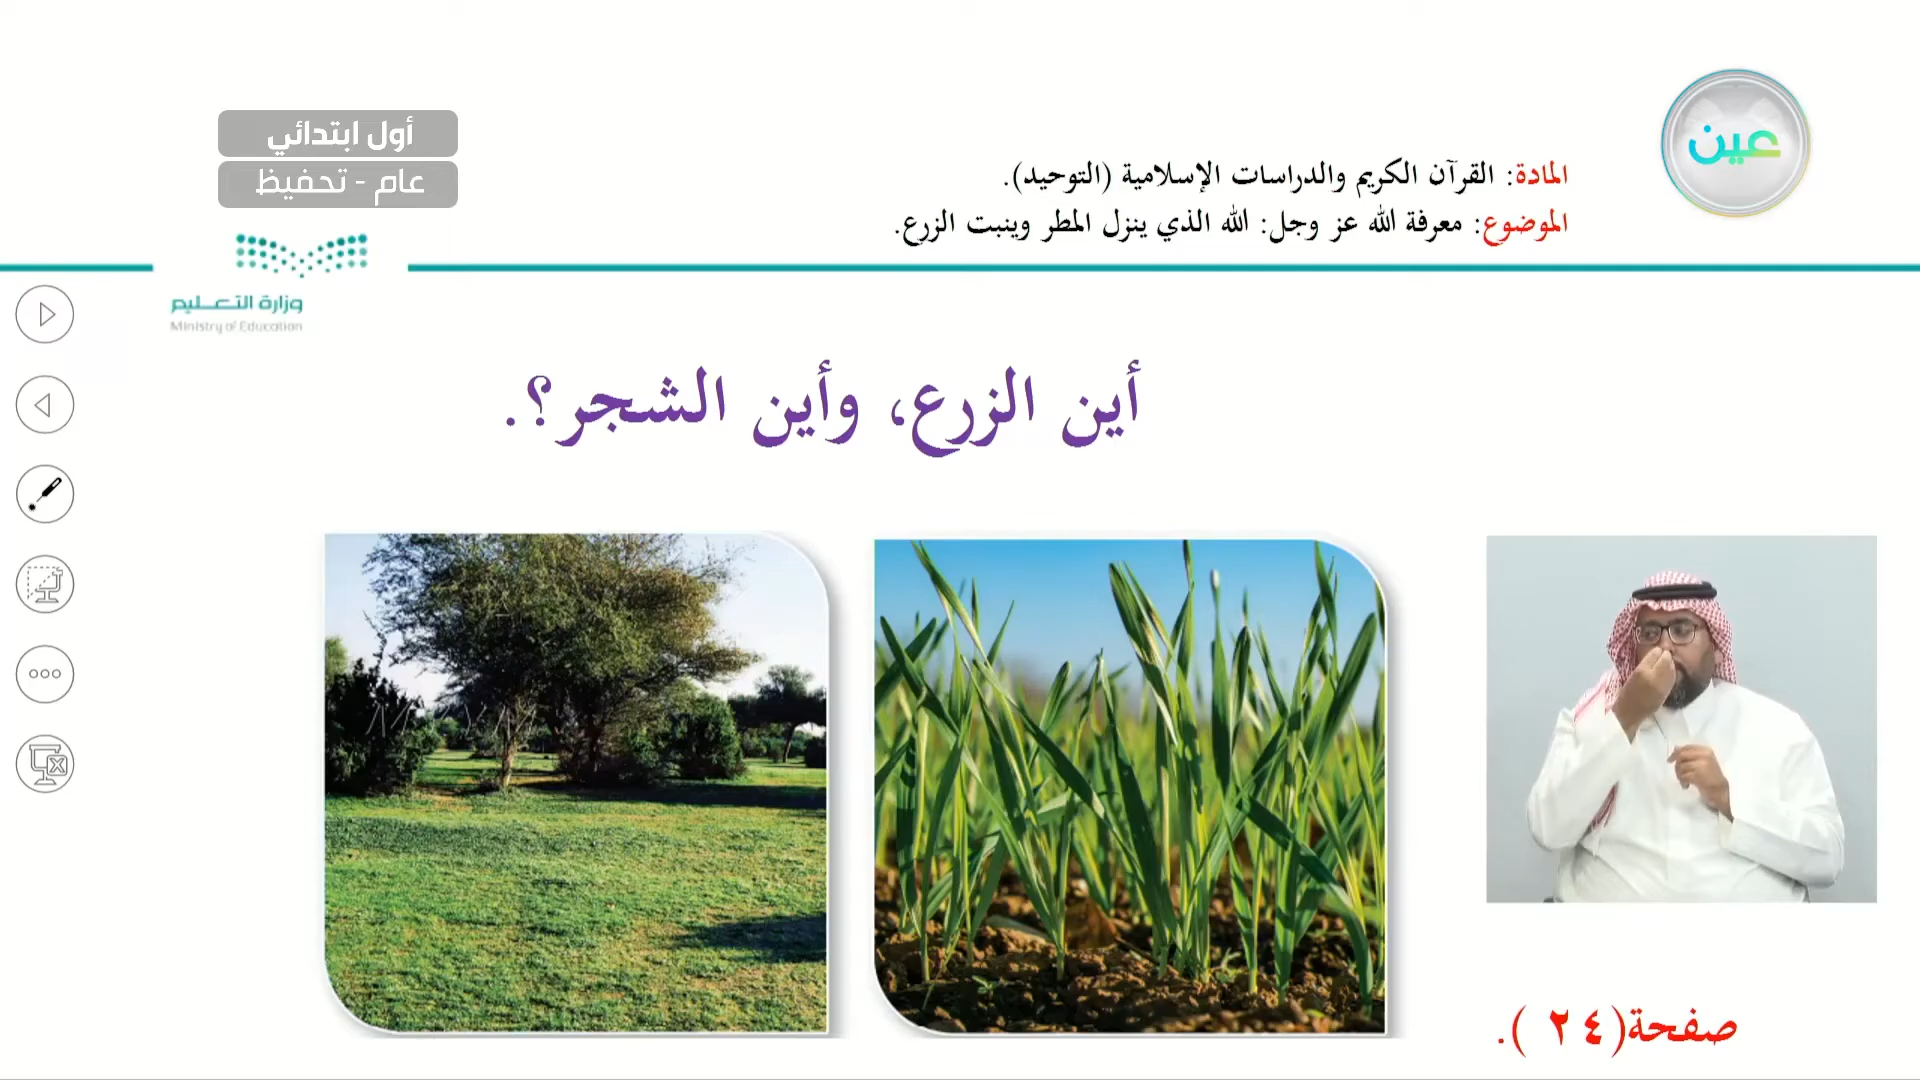 أول ابتدائي
عام - تحفيظ
عين
المادة: القرآن الكريم والدراسات الإسلامية (التوحيد).
الموضوع: معرفة الله عز وجل: الله الذي ينزل المطر وينبت الزرع.
وزارة التعليم
Ministry of Education
أين الزرع، وأين الشجر؟.
صفحة(٢٤ ).